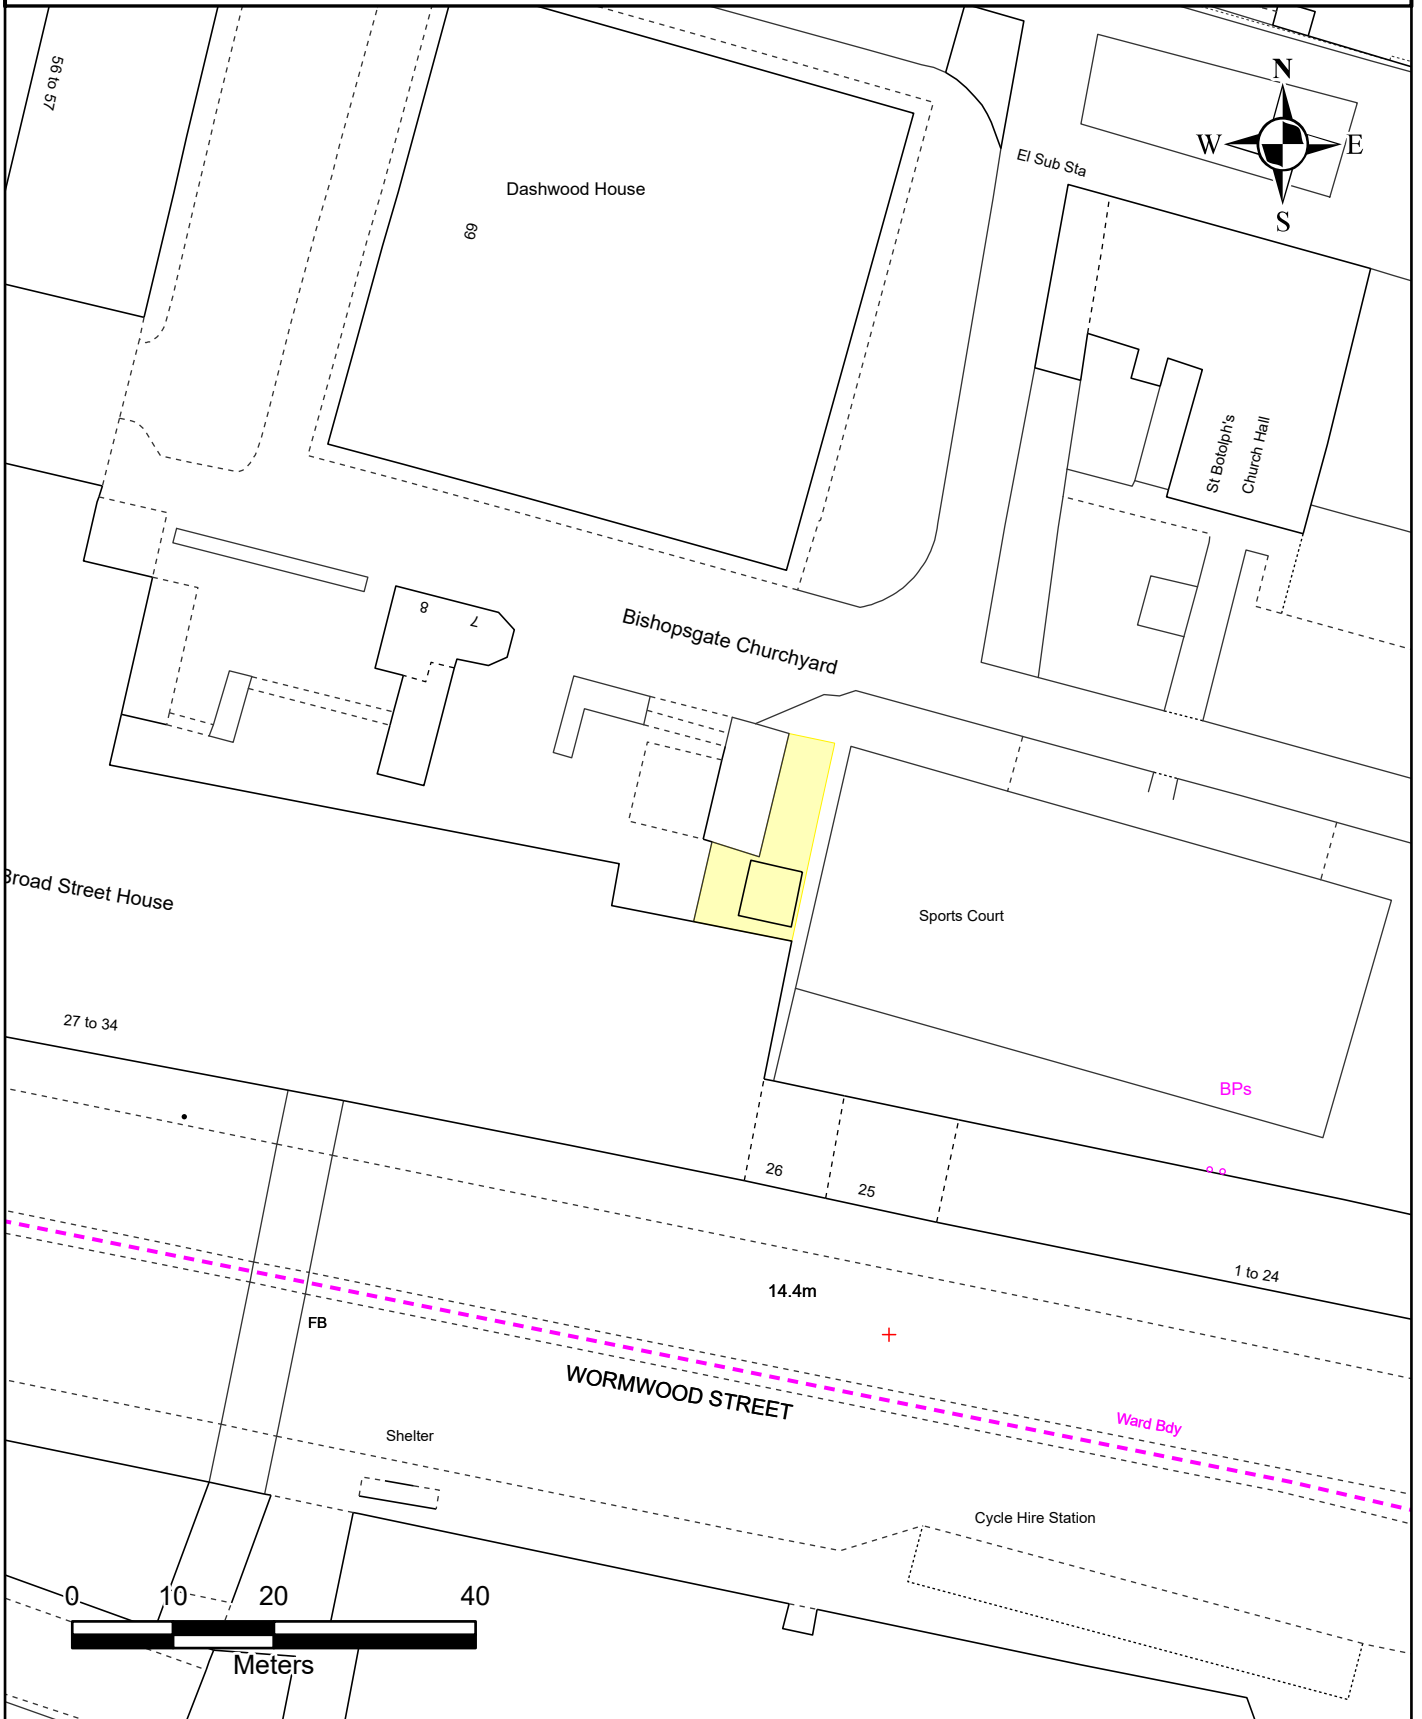 56 to 57
N
W
E
S
El Sub Sta
Dashwood House
69
St Botolph's
Church Hall
8
7
Bishopsgate Churchyard
Broad Street House
Sports Court
27 to 34
BPs
26
25
1 to 24
14.4m
FB
WORMWOOD STREET
Ward Bdy
Shelter
Cycle Hire Station
0 10 20 40
Meters